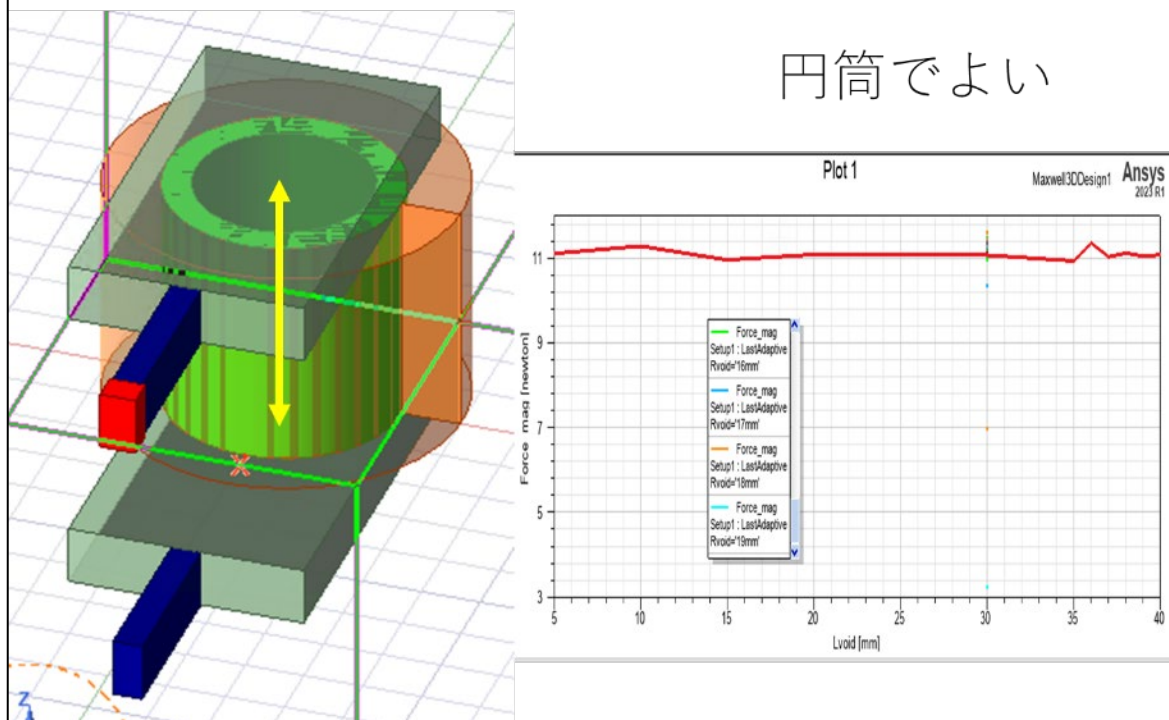 円筒でよい
Plot 1
Maxwell3DDesign1
Ansys
2023 R1
Force_mag [newton]
11
9
7
5
3
Force_mag
Setup1 : LastAdaptive
Rvoid='16mm'
Force_mag
Setup1 : LastAdaptive
Rvoid='17mm'
Force_mag
Setup1 : LastAdaptive
Rvoid='18mm'
Force_mag
Setup1 : LastAdaptive
Rvoid='19mm'
5 10 15 20 25 30 35 40
Lvoid [mm]
Z